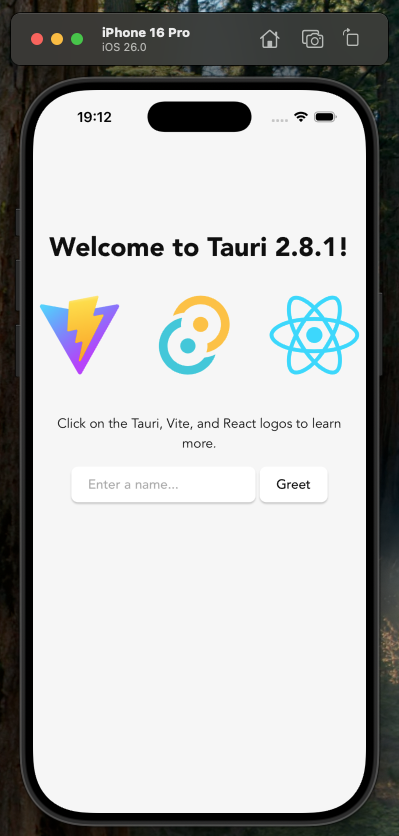 iPhone 16 Pro
iOS 26.0
19:12
Welcome to Tauri 2.8.1!
Click on the Tauri, Vite, and React logos to learn
more.
Enter a name...
Greet